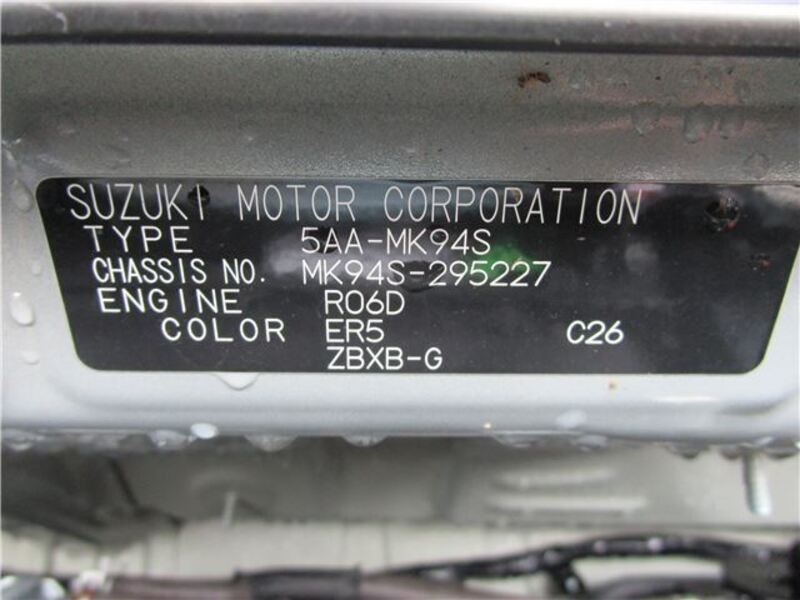 SUZUKI MOTOR CORPORATION
TYPE 5AA-MK94S
CHASSIS NO. MK94S-295227
ENGINE R06D
COLOR ER5 C26
ZBXB-G